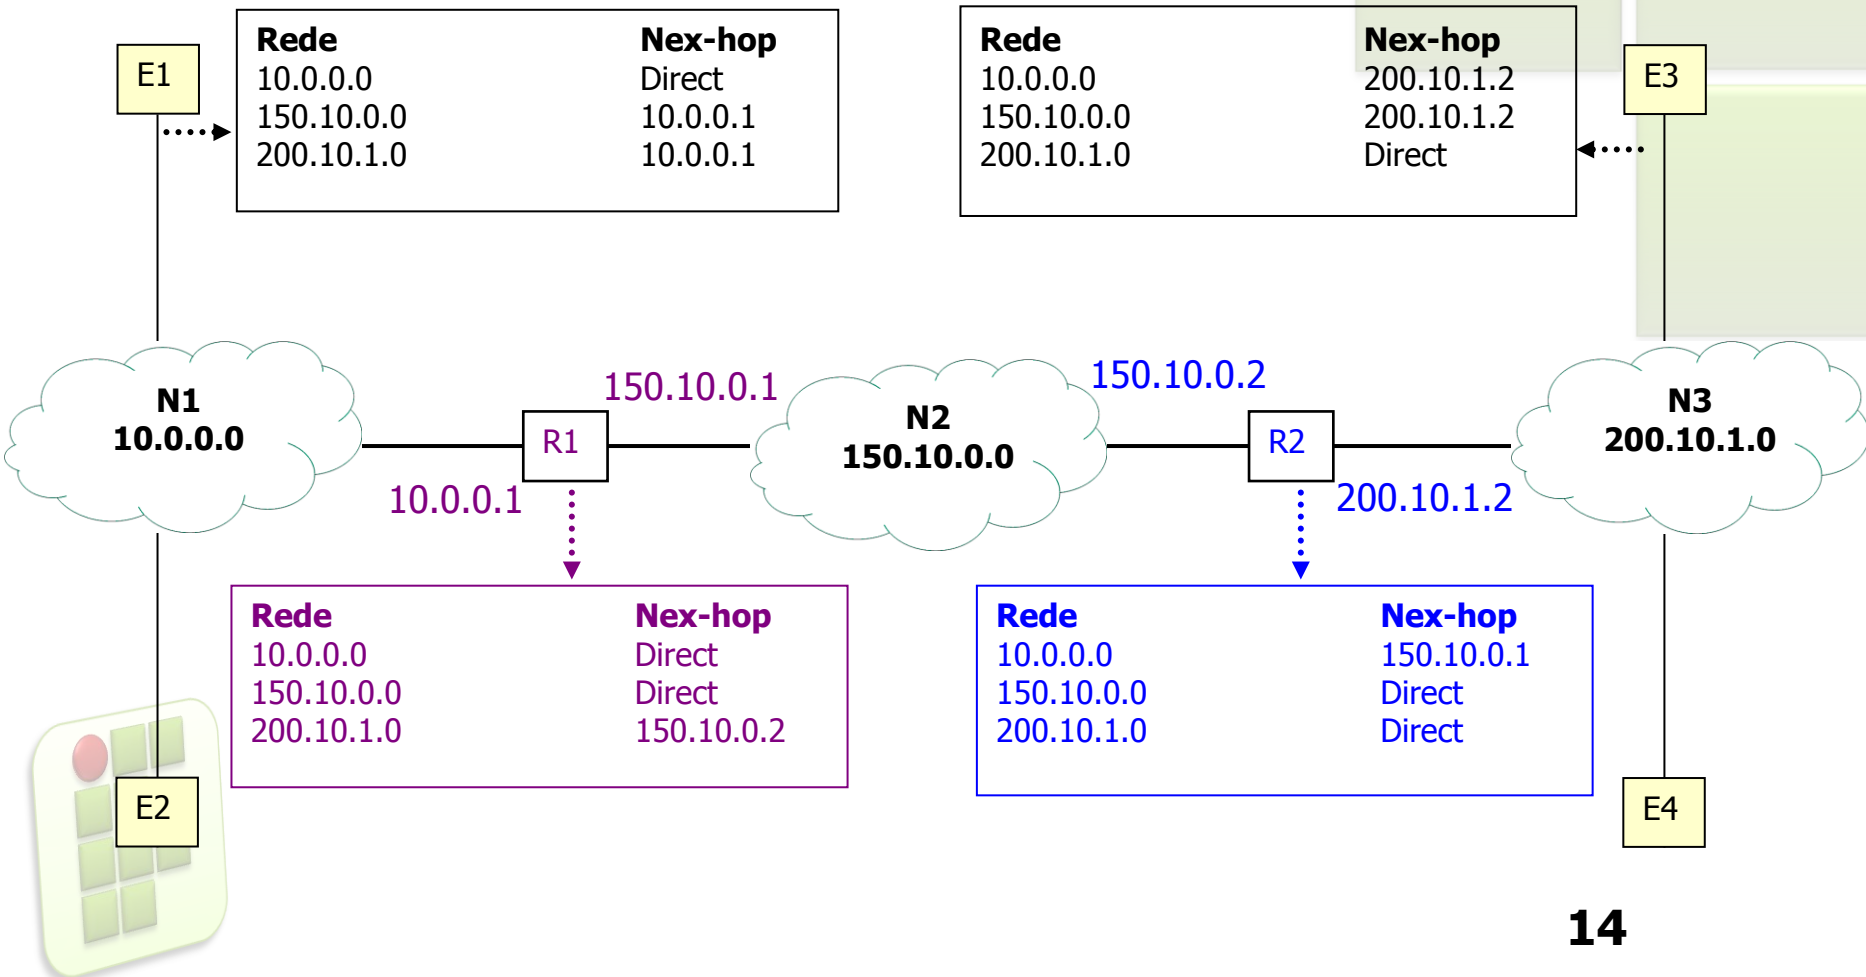 E1
Rede Nex-hop
10.0.0.0 Direct
150.10.0.0 10.0.0.1
200.10.1.0 10.0.0.1
Rede Nex-hop
10.0.0.0 200.10.1.2
150.10.0.0 200.10.1.2
200.10.1.0 Direct
E3
N1
10.0.0.0
10.0.0.1
R1
150.10.0.1
N2
150.10.0.0
150.10.0.2
R2
200.10.1.2
N3
200.10.1.0
Rede Nex-hop
10.0.0.0 Direct
150.10.0.0 Direct
200.10.1.0 150.10.0.2
Rede Nex-hop
10.0.0.0 150.10.0.1
150.10.0.0 Direct
200.10.1.0 Direct
E2
E4
14